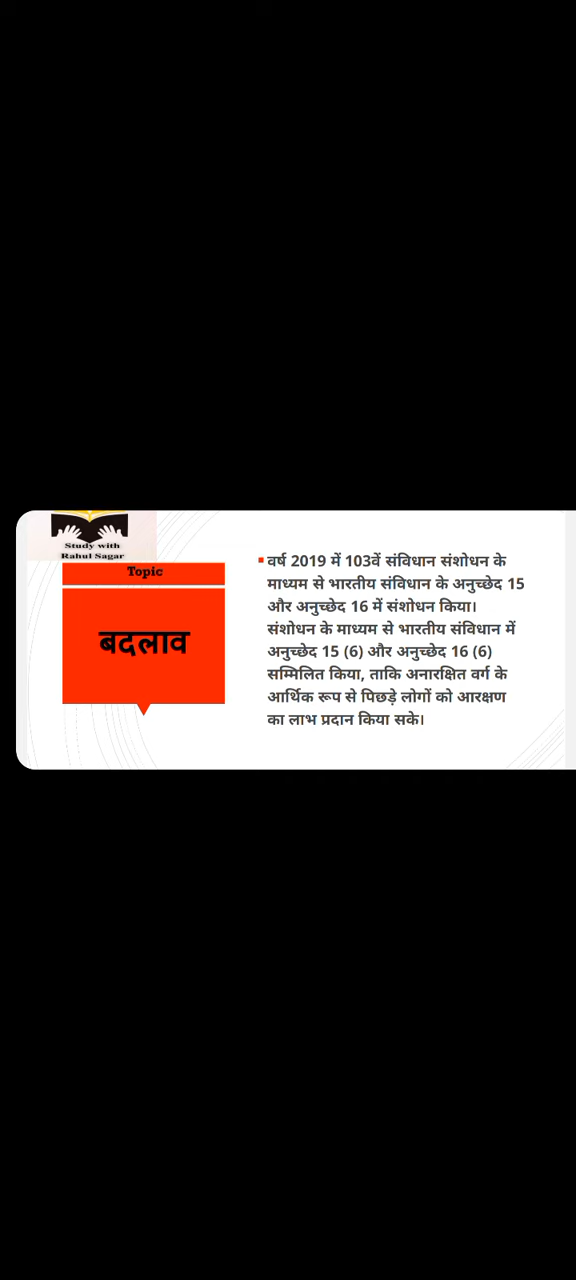 Study with
Rahul Sagar
Topic
बदलाव
वर्ष 2019 में 103वें संविधान संशोधन के
माध्यम से भारतीय संविधान के अनुच्छेद 15
और अनुच्छेद 16 में संशोधन किया।
संशोधन के माध्यम से भारतीय संविधान में
अनुच्छेद 15 (6) और अनुच्छेद 16 (6)
सम्मिलित किया, ताकि अनारक्षित वर्ग के
आर्थिक रूप से पिछड़े लोगों को आरक्षण
का लाभ प्रदान किया सके।